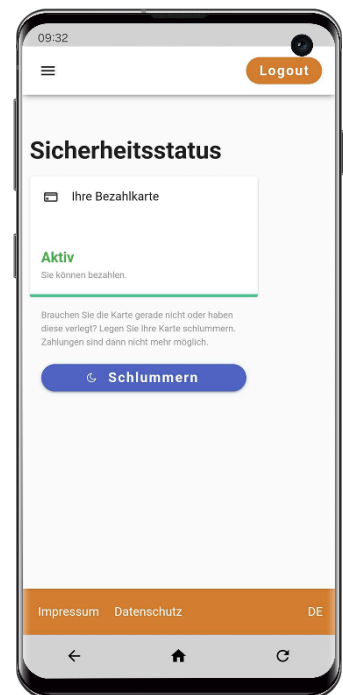 09:32
Logout
Sicherheitsstatus
Ihre Bezahlkarte
Aktiv
Sie können bezahlen.
Brauchen Sie die Karte gerade nicht oder haben
diese verlegt? Legen Sie Ihre Karte schlummern.
Zahlungen sind dann nicht mehr möglich.
Schlummern
Impressum Datenschutz DE